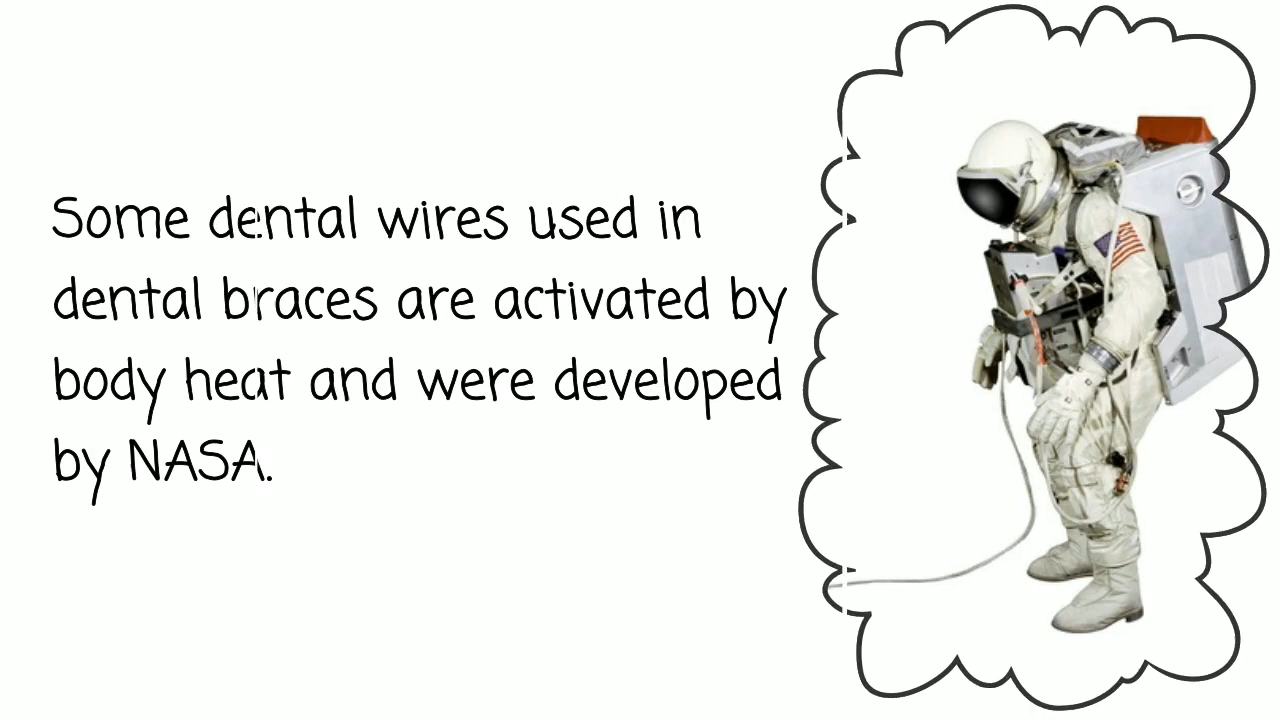 Some dental wires used in
dental braces are activated by
body heat and were developed
by NASA.